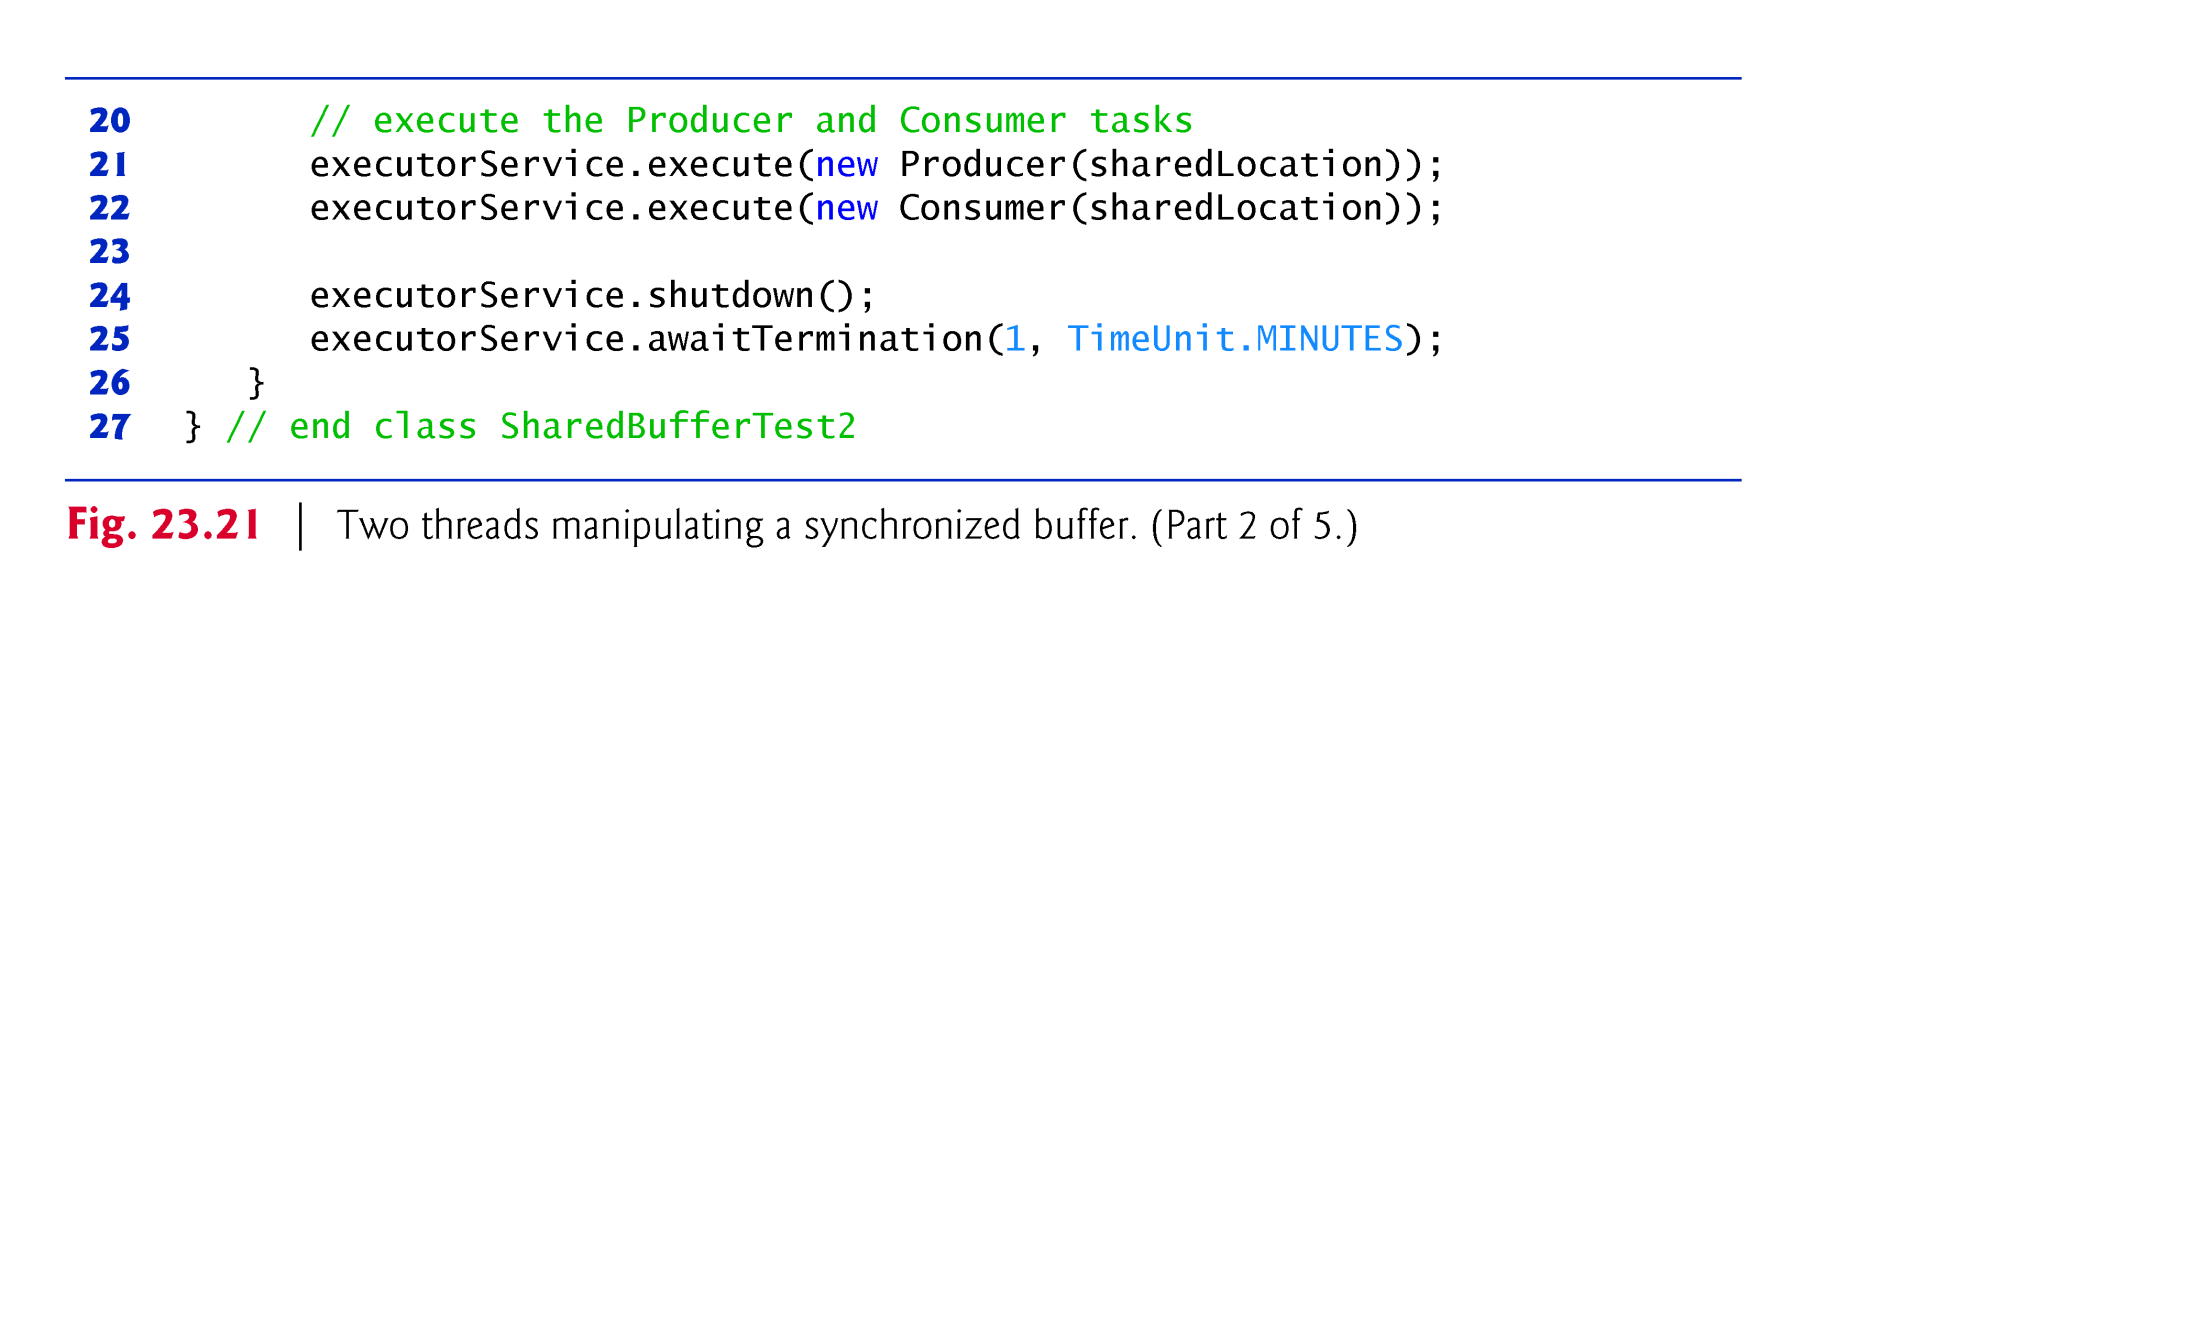 20 // execute the Producer and Consumer tasks
21 executorService.execute(new Producer(sharedLocation));
22 executorService.execute(new Consumer(sharedLocation));
23
24 executorService.shutdown();
25 executorService.awaitTermination(1, TimeUnit.MINUTES);
26 }
27 } // end class SharedBufferTest2
Fig. 23.21 | Two threads manipulating a synchronized buffer. (Part 2 of 5.)